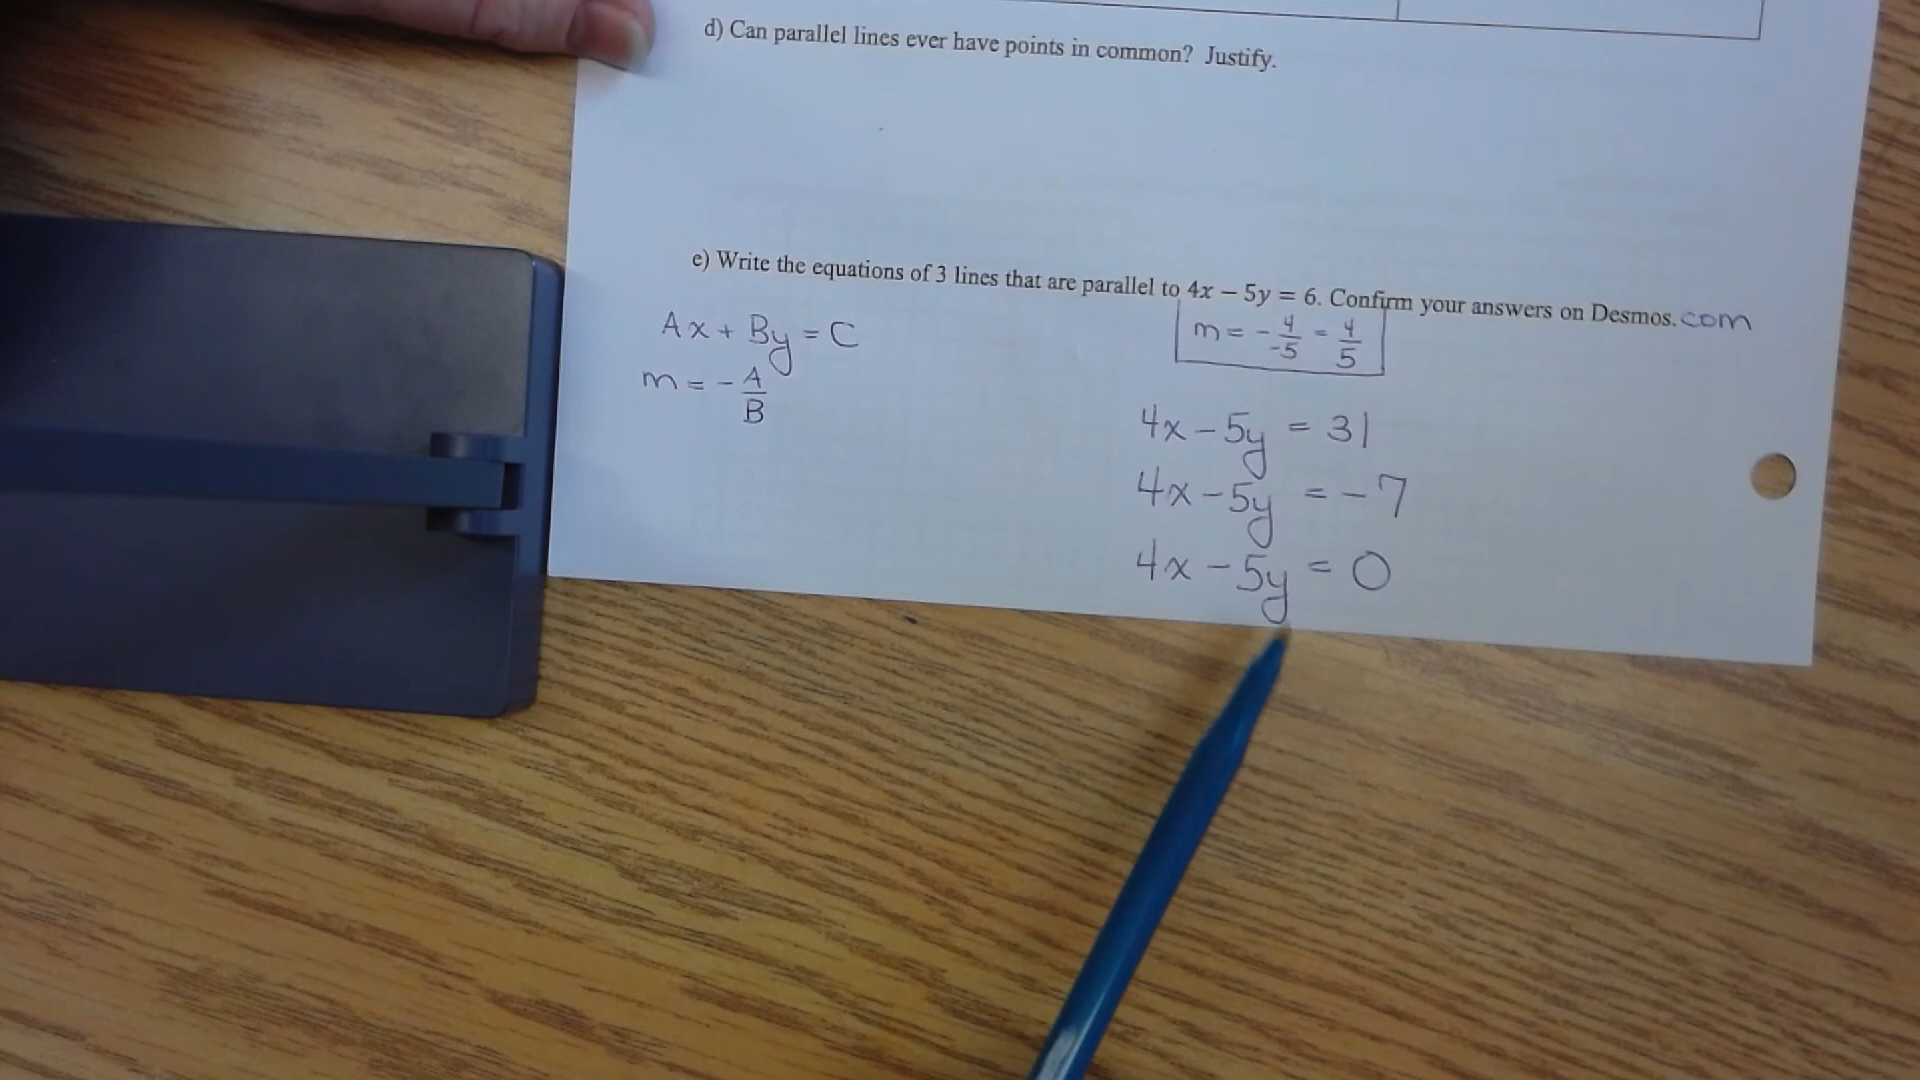 d) Can parallel lines ever have points in common? Justify.
e) Write the equations of 3 lines that are parallel to 4x – 5y = 6. Confirm your answers on Desmos.com
Ax + By = C
m = - A/B
m = - 4/-5 = 4/5
4x - 5y = 31
4x - 5y = -7
4x - 5y = 0